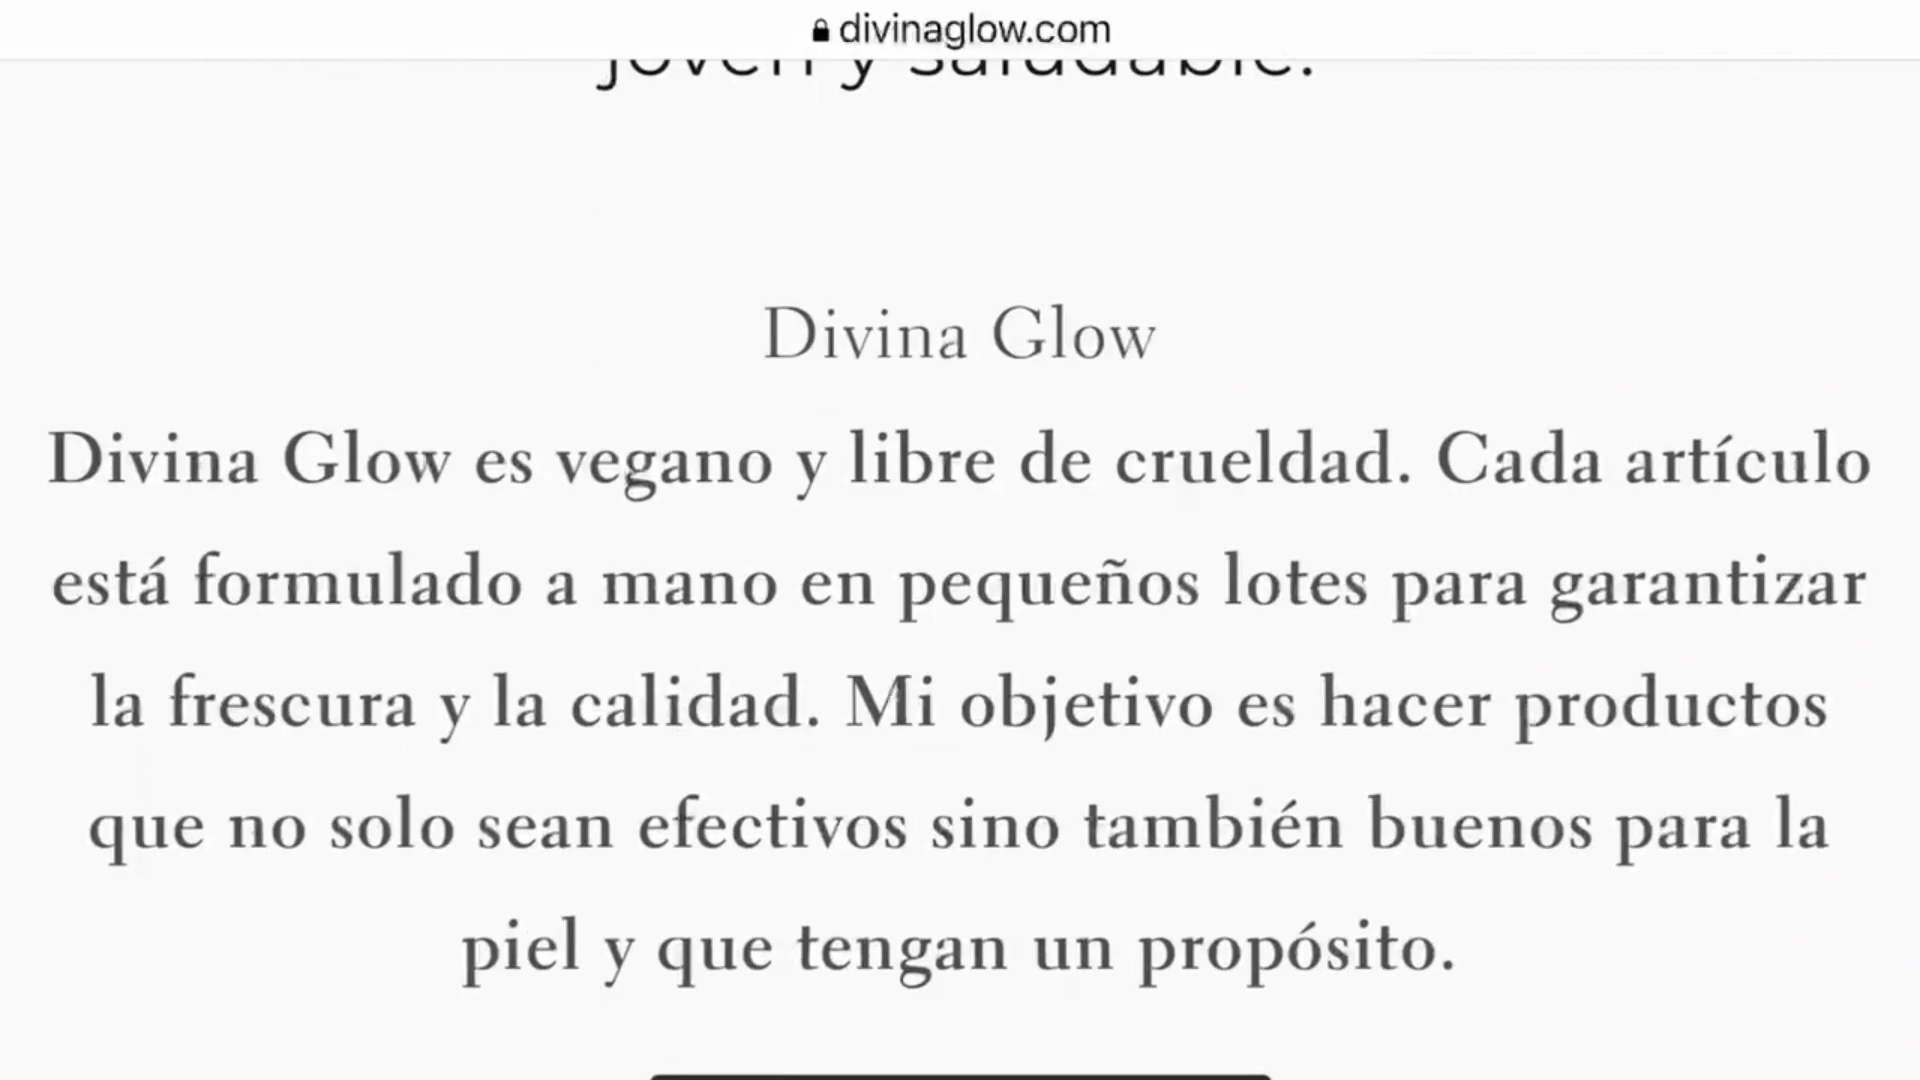 divinaglow.com
joven y saludable.
Divina Glow
Divina Glow es vegano y libre de crueldad. Cada artículo
está formulado a mano en pequeños lotes para garantizar
la frescura y la calidad. Mi objetivo es hacer productos
que no solo sean efectivos sino también buenos para la
piel y que tengan un propósito.